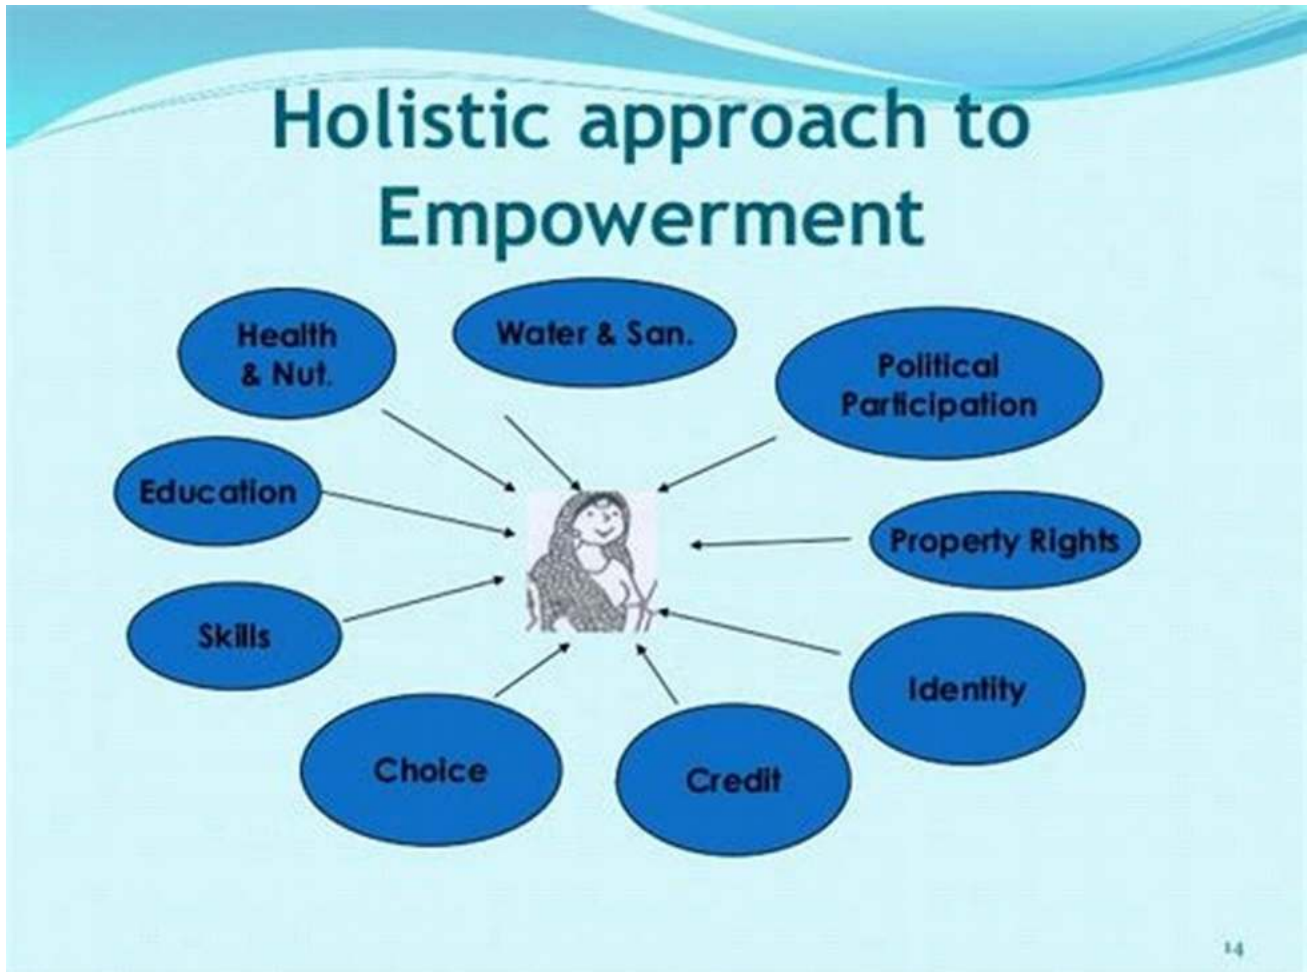 Holistic approach to
Empowerment
Health
& Nut.
Water & San.
Political
Participation
Education
Property Rights
Skills
Identity
Choice
Credit
14